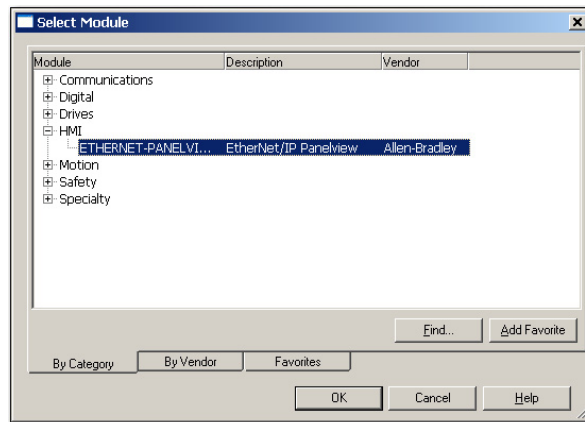 Select Module
Module Description Vendor
Communications
Digital
Drives
HMI
ETHERNET-PANELVI... EtherNet/IP Panelview Allen-Bradley
Motion
Safety
Specialty
Find... Add Favorite
By Category By Vendor Favorites
OK Cancel Help